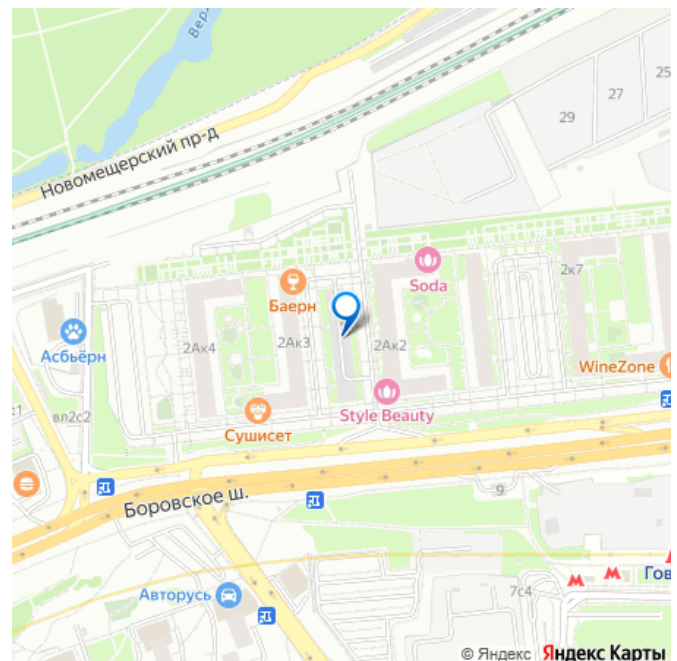 Вер
Новомещерский пр-д
25
27
29
2к7
Soda
Баерн
Асбьёрн
2Ак4
2Ак3
2Ак2
WineZone
с1
вл2с2
Style Beauty
Сушисет
Боровское ш.
9
Гов
Авторусь
7с4
© Яндекс Яндекс Карты